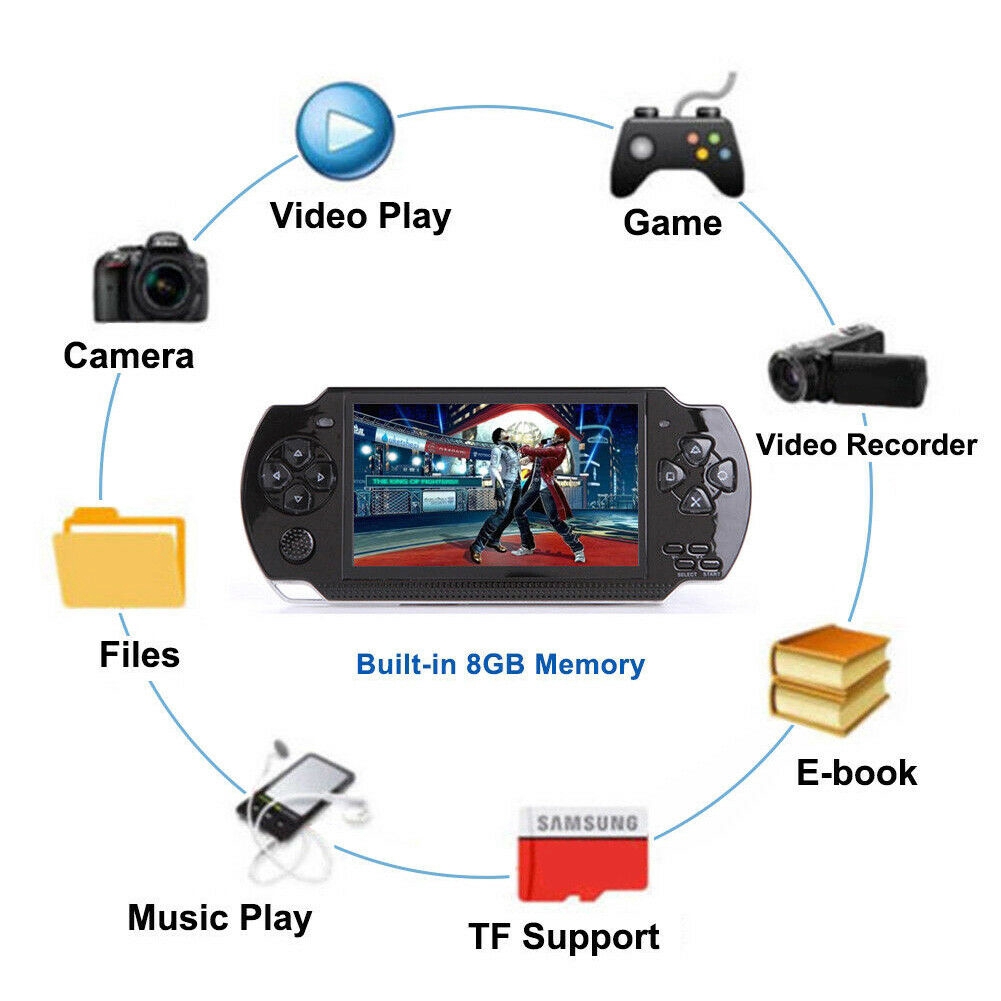 Video Play
Game
Nikon
Camera
Video Recorder
THE KING OF FIGHTERS
SELECT START
Files
Built-in 8GB Memory
E-book
SAMSUNG
Music Play
TF Support